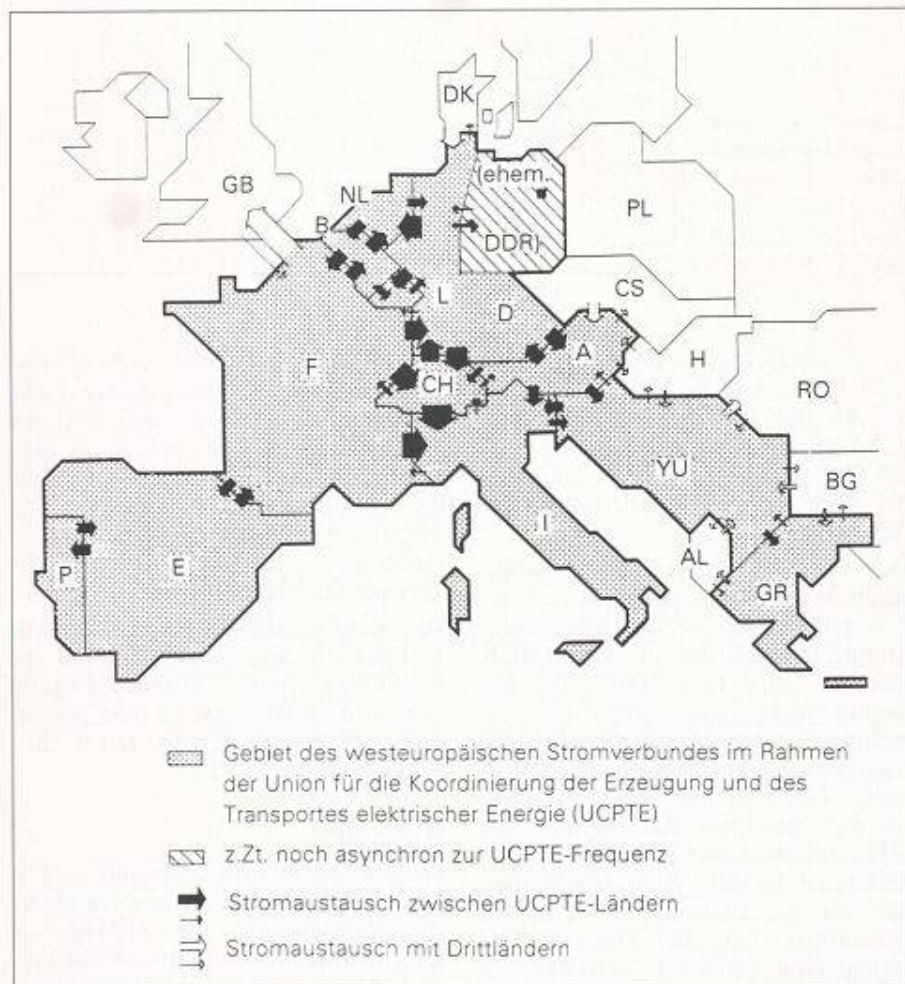 DK
GB
NL
(ehem.
PL
B
DDR)
CS
L
D
A
H
F
CH
RO
YU
BG
I
AL
P
E
GR
Gebiet des westeuropäischen Stromverbundes im Rahmen
der Union für die Koordinierung der Erzeugung und des
Transportes elektrischer Energie (UCPTE)
z.Zt. noch asynchron zur UCPTE-Frequenz
Stromaustausch zwischen UCPTE-Ländern
Stromaustausch mit Drittländern